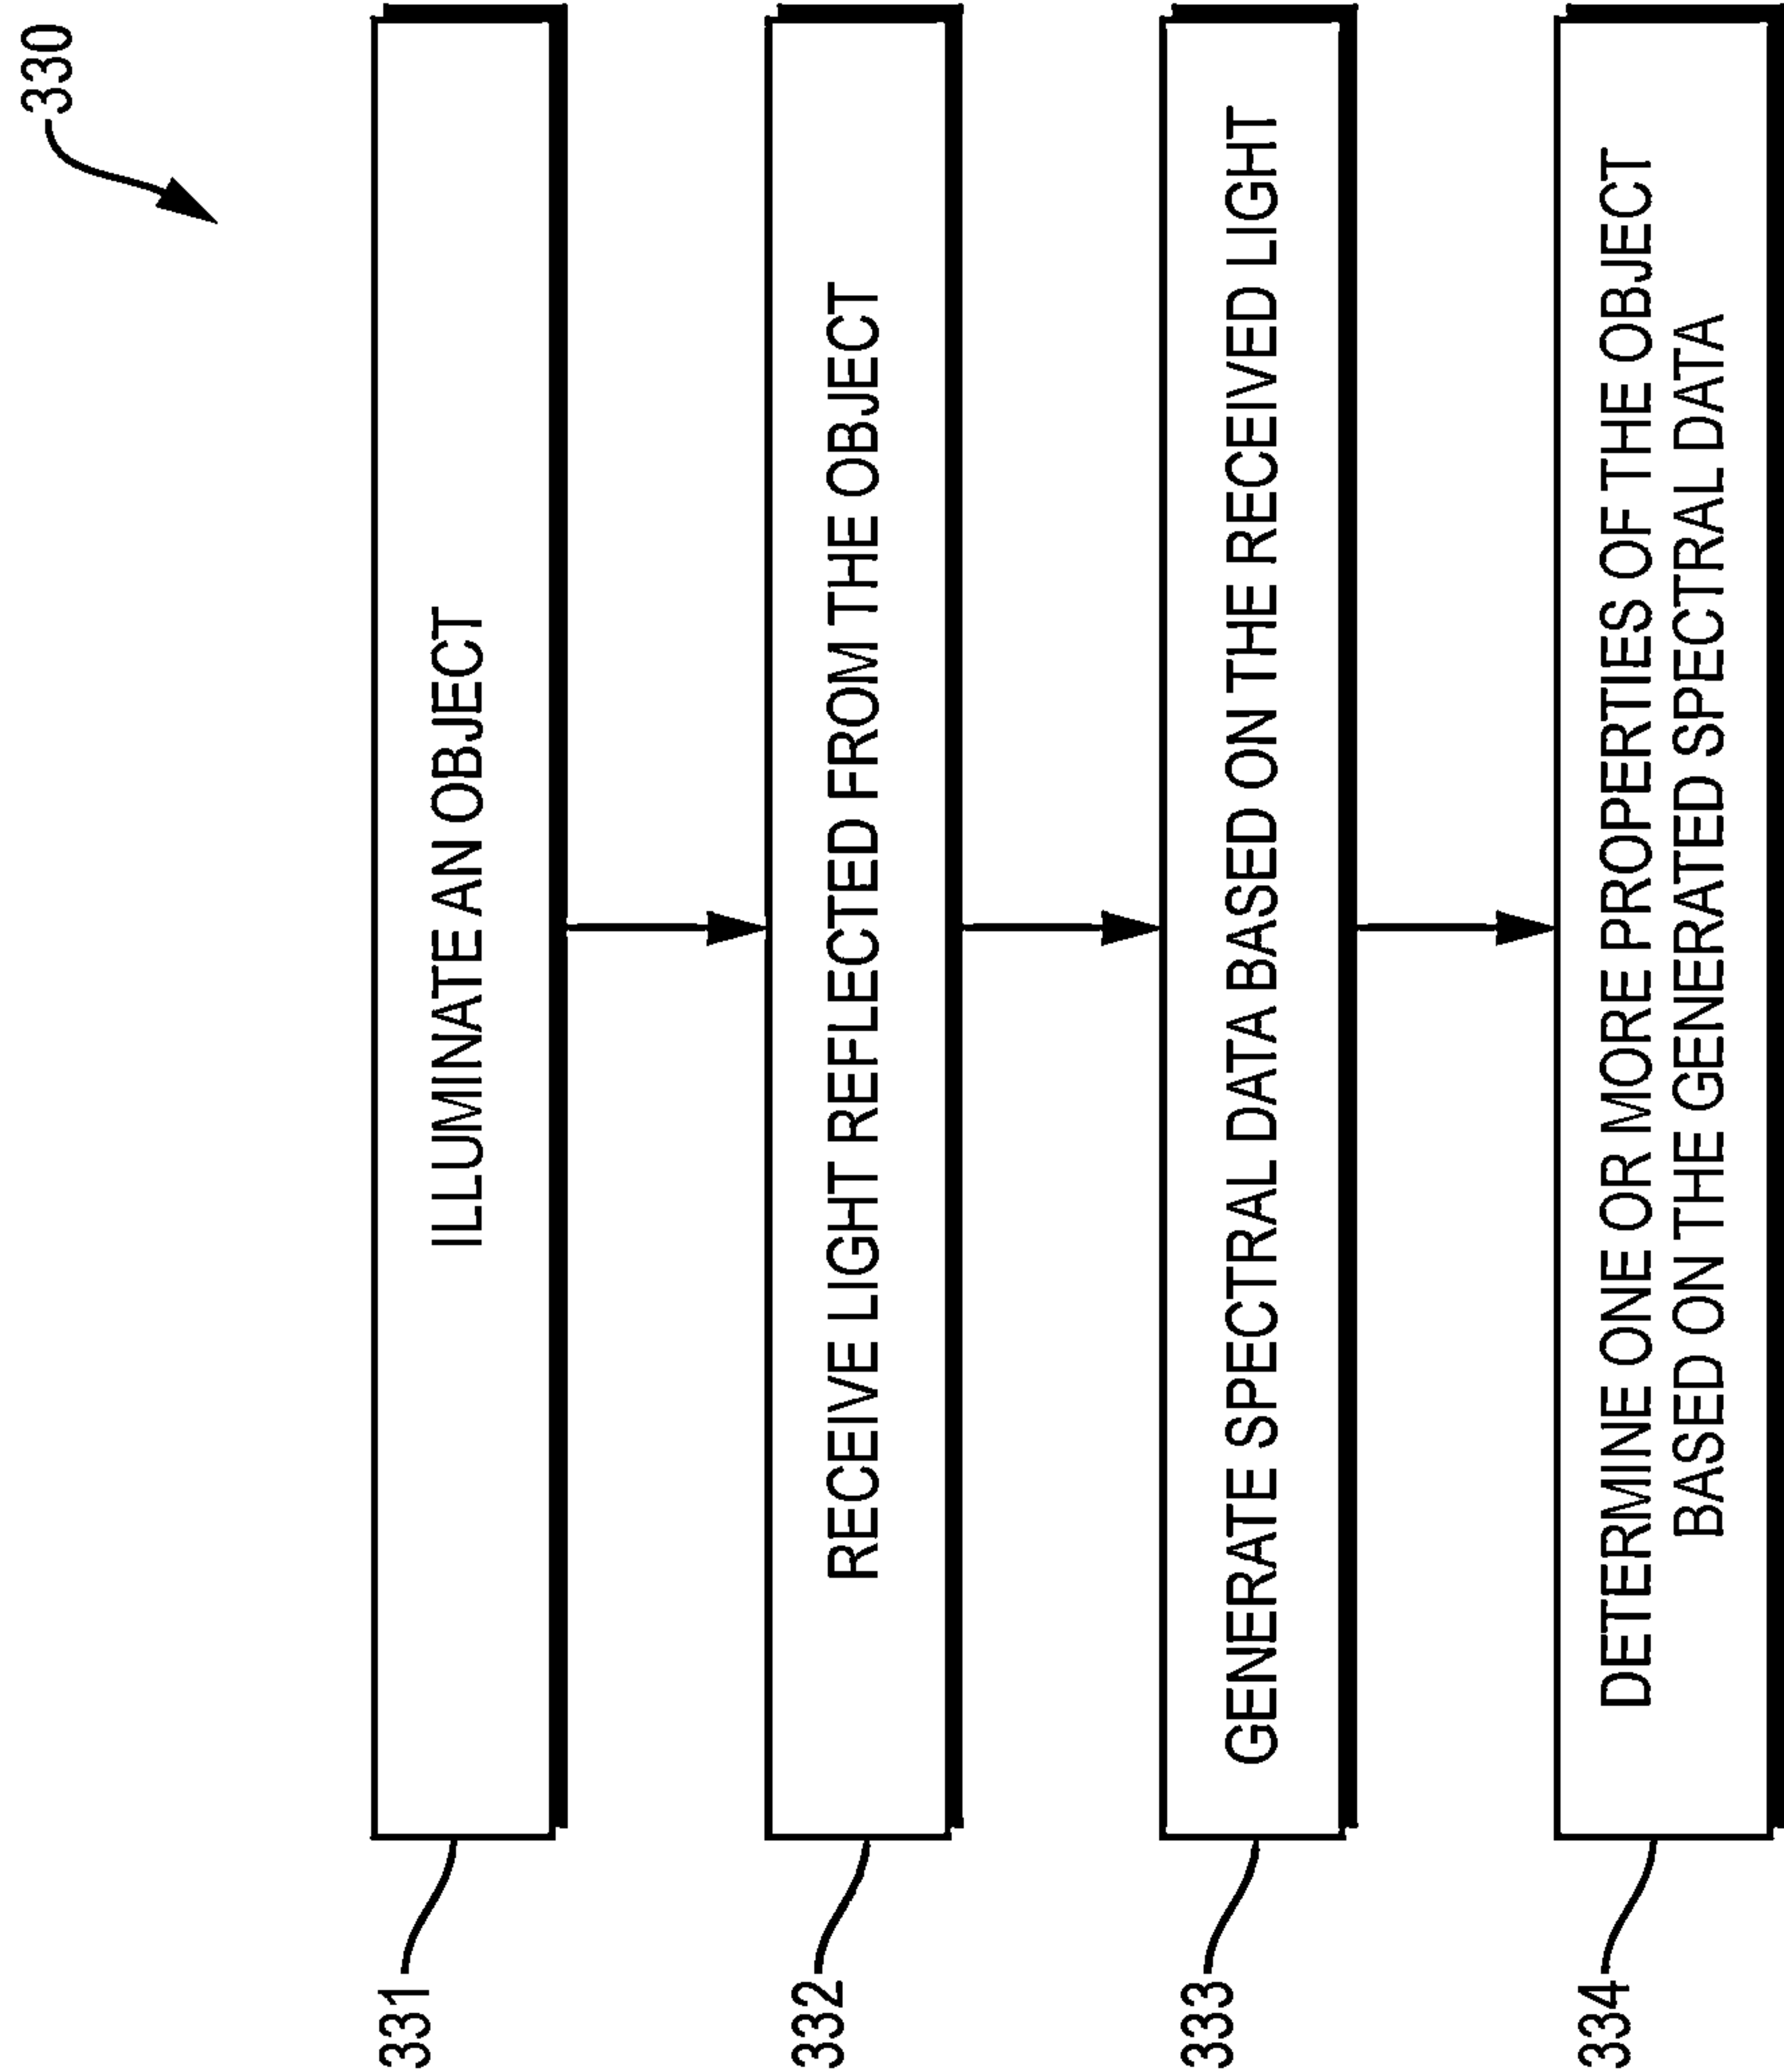 330
331
ILLUMINATE AN OBJECT
332
RECEIVE LIGHT REFLECTED FROM THE OBJECT
333
GENERATE SPECTRAL DATA BASED ON THE RECEIVED LIGHT
334
DETERMINE ONE OR MORE PROPERTIES OF THE OBJECT
BASED ON THE GENERATED SPECTRAL DATA